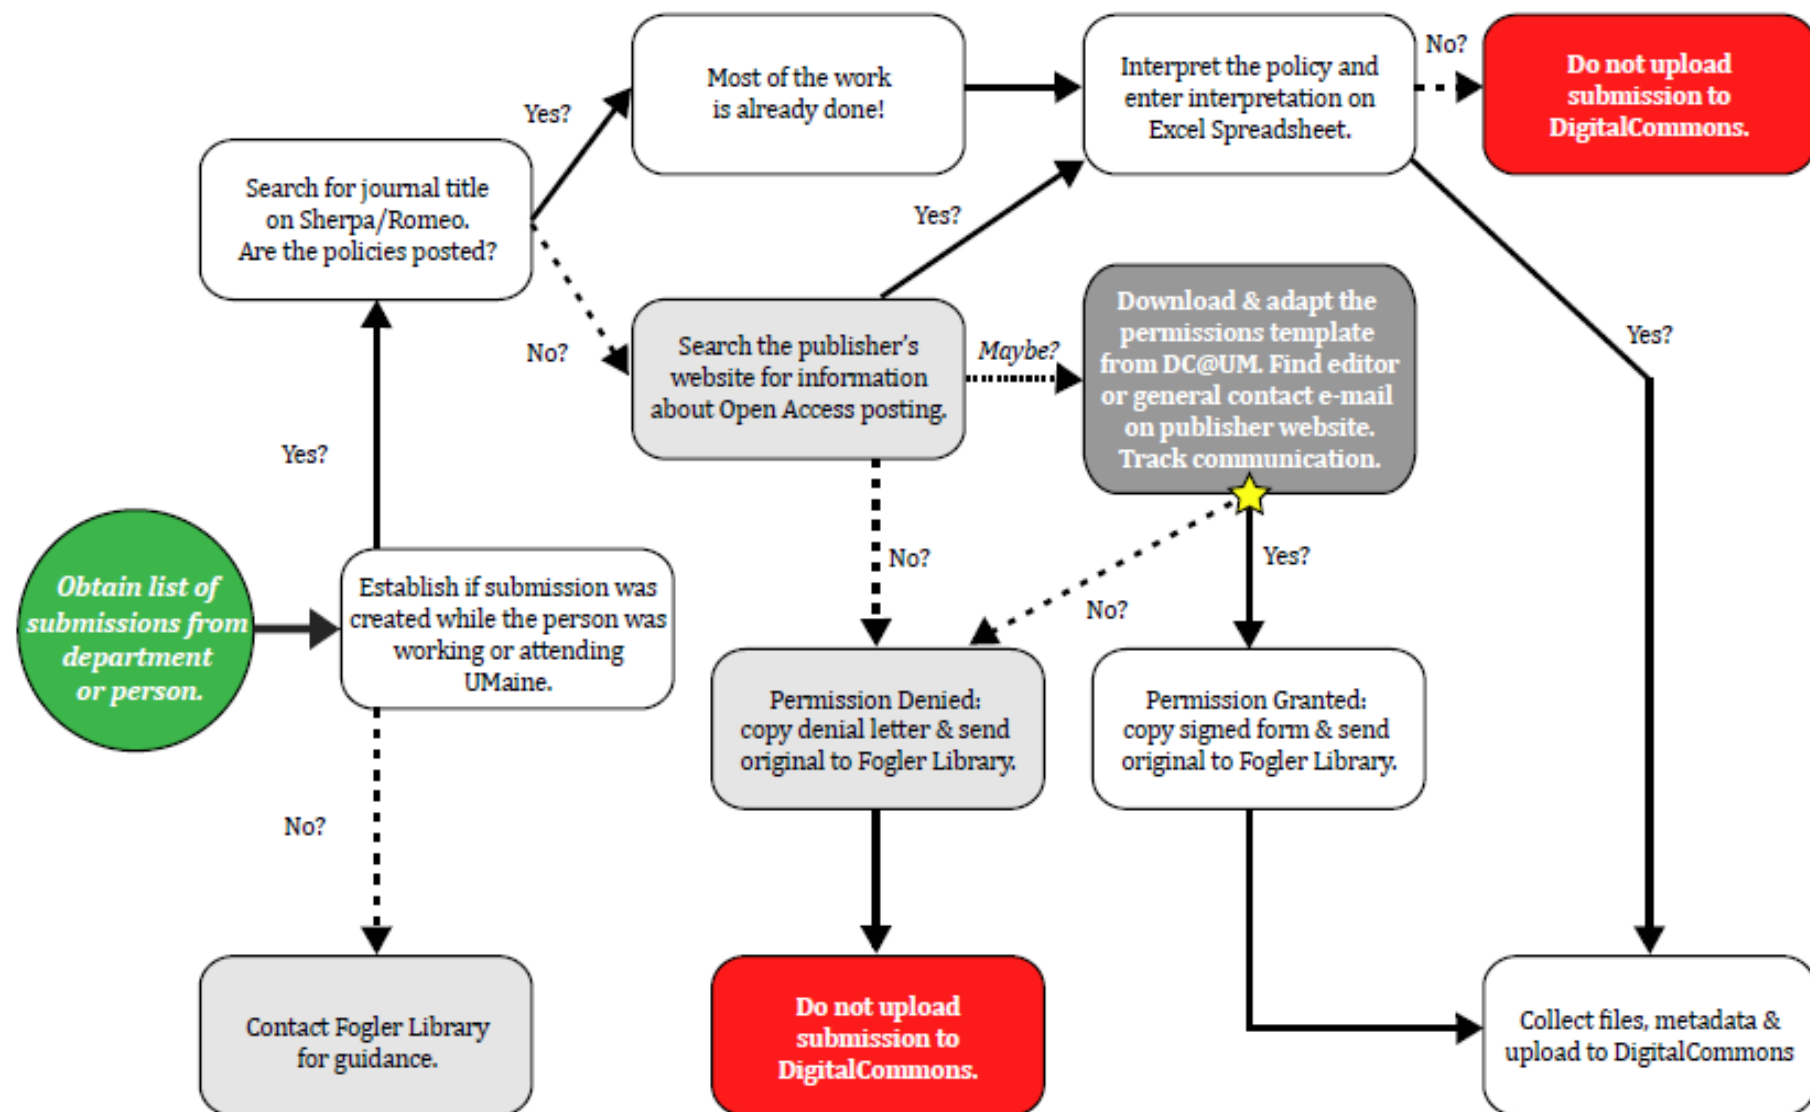 Most of the work
is already done!
Interpret the policy and
enter interpretation on
Excel Spreadsheet.
No?
Do not upload
submission to
DigitalCommons.
Yes?
Search for journal title
on Sherpa/Romeo.
Are the policies posted?
Yes?
No?
Search the publisher's
website for information
about Open Access posting.
Maybe?
Download & adapt the
permissions template
from DC@UM. Find editor
or general contact e-mail
on publisher website.
Track communication.
Yes?
Yes?
No?
Yes?
No?
Obtain list of
submissions from
department
or person.
Establish if submission was
created while the person was
working or attending
UMaine.
Permission Denied:
copy denial letter & send
original to Fogler Library.
Permission Granted:
copy signed form & send
original to Fogler Library.
No?
Contact Fogler Library
for guidance.
Do not upload
submission to
DigitalCommons.
Collect files, metadata &
upload to DigitalCommons